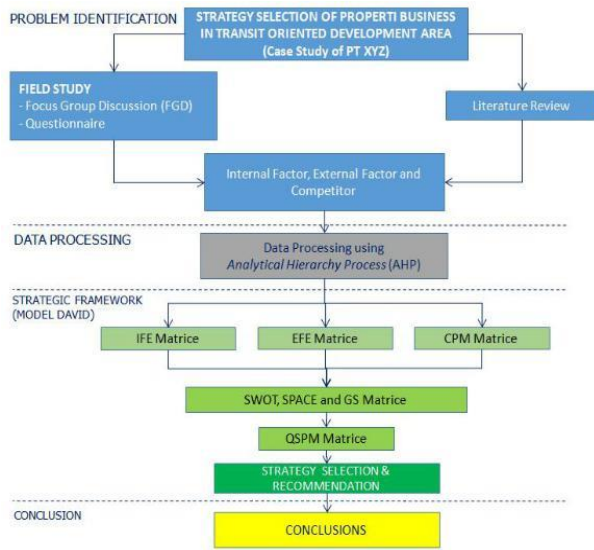 PROBLEM IDENTIFICATION
STRATEGY SELECTION OF PROPERTI BUSINESS
IN TRANSIT ORIENTED DEVELOPMENT AREA
(Case Study of PT XYZ)
FIELD STUDY
- Focus Group Discussion (FGD)
- Questionnaire
Literature Review
Internal Factor, External Factor and
Competitor
DATA PROCESSING
Data Processing using
Analytical Hierarchy Process (AHP)
STRATEGIC FRAMEWORK
(MODEL DAVID)
IFE Matrice
EFE Matrice
CPM Matrice
SWOT, SPACE and GS Matrice
QSPM Matrice
STRATEGY SELECTION &
RECOMMENDATION
CONCLUSION
CONCLUSIONS